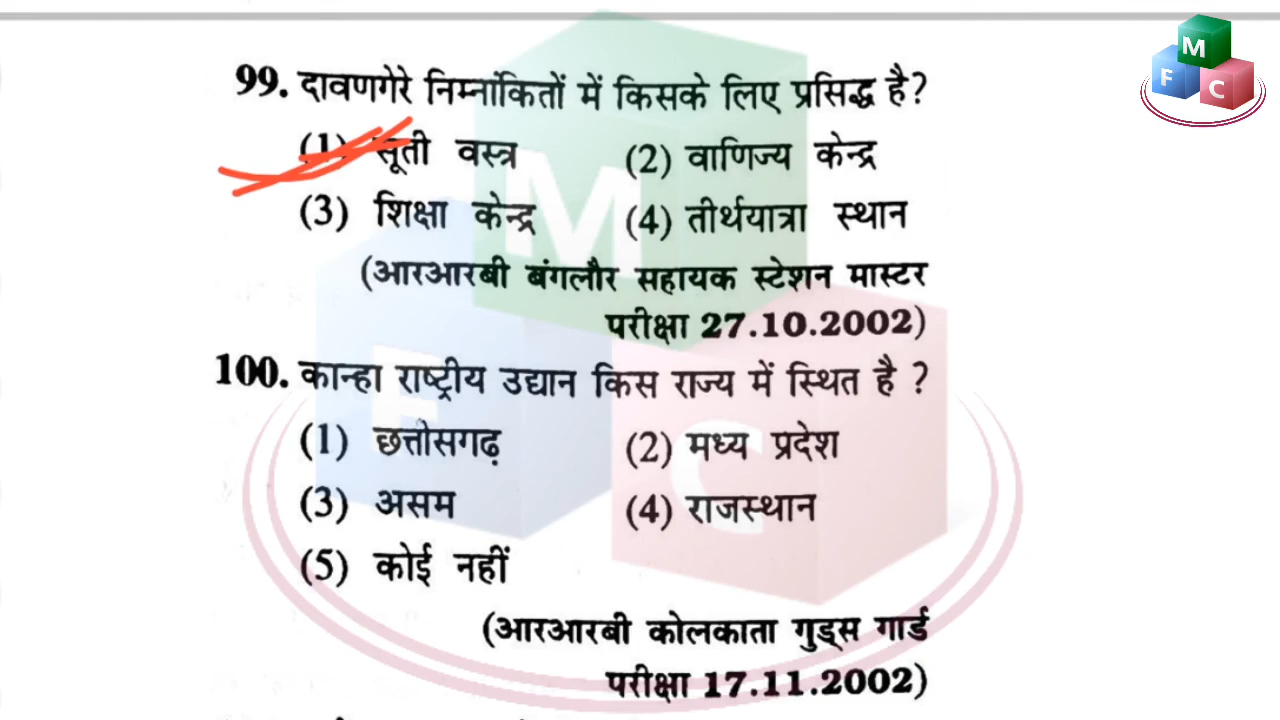 M
F
C
99. दावणगेरे निम्नांकितों में किसके लिए प्रसिद्ध है?
(1) सूती वस्त्र (2) वाणिज्य केन्द्र
(3) शिक्षा केन्द्र (4) तीर्थयात्रा स्थान
(आरआरबी बंगलौर सहायक स्टेशन मास्टर
परीक्षा 27.10.2002)
100. कान्हा राष्ट्रीय उद्यान किस राज्य में स्थित है ?
(1) छत्तीसगढ़ (2) मध्य प्रदेश
(3) असम (4) राजस्थान
(5) कोई नहीं
(आरआरबी कोलकाता गुड्स गार्ड
परीक्षा 17.11.2002)
M
F
C